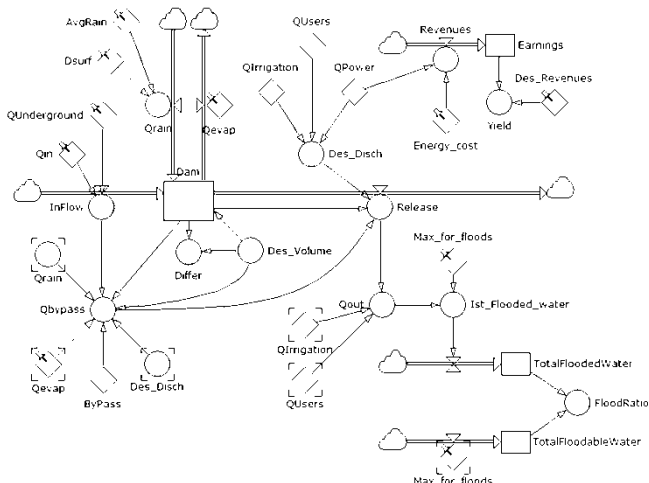 AvgRain
QUsers
Revenues
Dsurf
QIrrigation
QPower
Earnings
Des_Revenues
QUnderground
Qrain
Qevap
Yield
Qin
Des_Disch
Energy_cost
Dam
InFlow
Release
Max_for_floods
Des_Volume
Qrain
Differ
Qbypass
Qout
Ist_Flooded_water
QIrrigation
Qevap
ByPass
Des_Disch
QUsers
TotalFloodedWater
FloodRatio
TotalFloodableWater
Max_for_floods